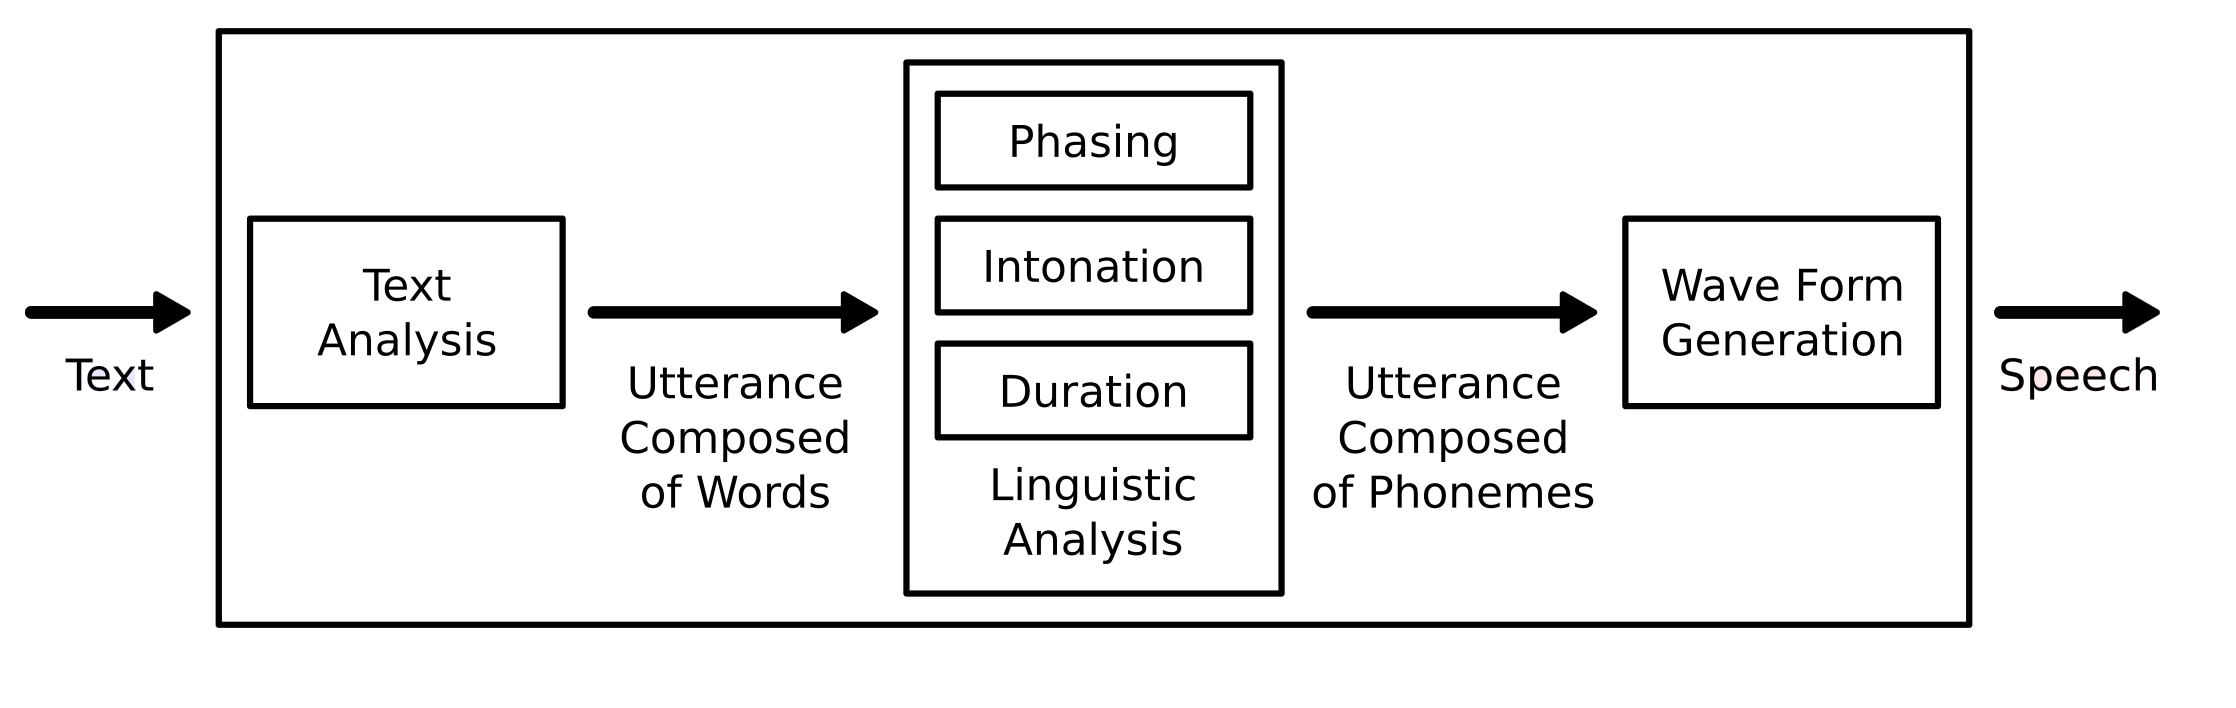 Text
Text
Analysis
Utterance
Composed
of Words
Phasing
Intonation
Duration
Linguistic
Analysis
Utterance
Composed
of Phonemes
Wave Form
Generation
Speech